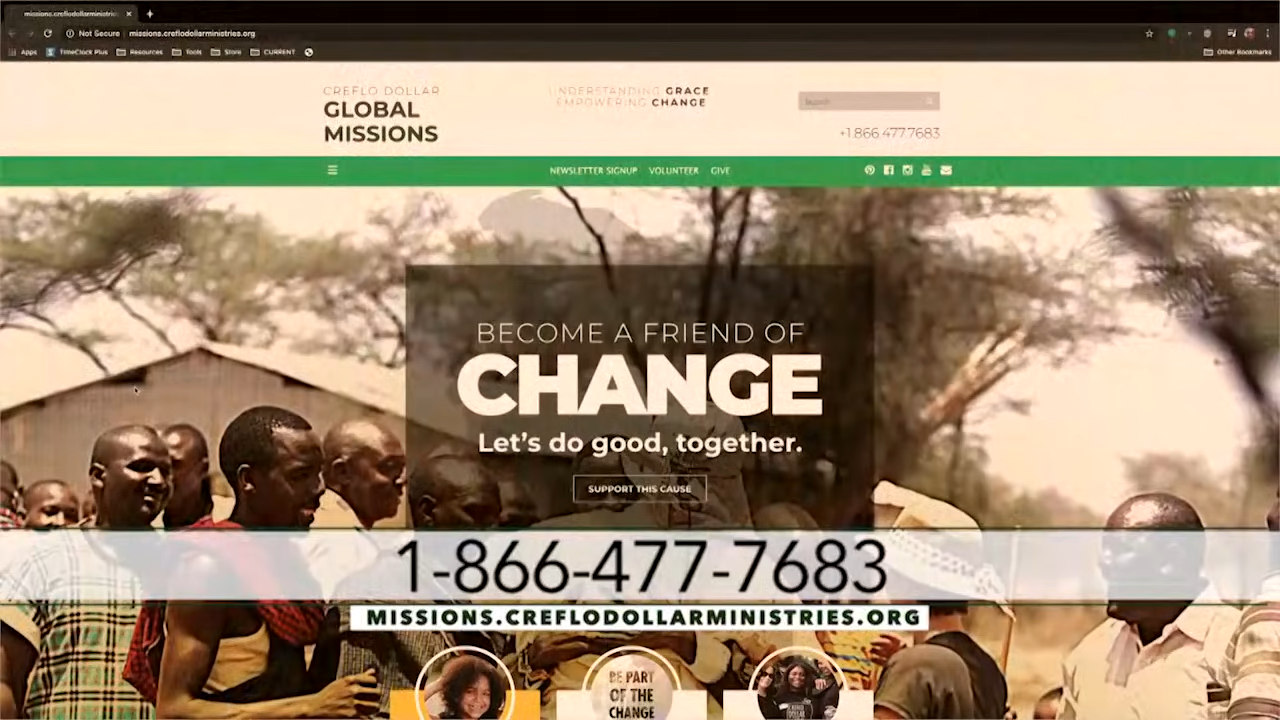 missions.creflodollarministries
Not Secure missions.creflodollarministries.org
Apps TimeClock Plus Resources Tools Store CURRENT Other Bookmarks
CREFLO DOLLAR
GLOBAL
MISSIONS
UNDERSTANDING GRACE
EMPOWERING CHANGE
Search
+1.866.477.7683
NEWSLETTER SIGNUP VOLUNTEER GIVE
BECOME A FRIEND OF
CHANGE
Let's do good, together.
SUPPORT THIS CAUSE
1-866-477-7683
MISSIONS.CREFLODOLLARMINISTRIES.ORG
BE PART
OF THE
CHANGE